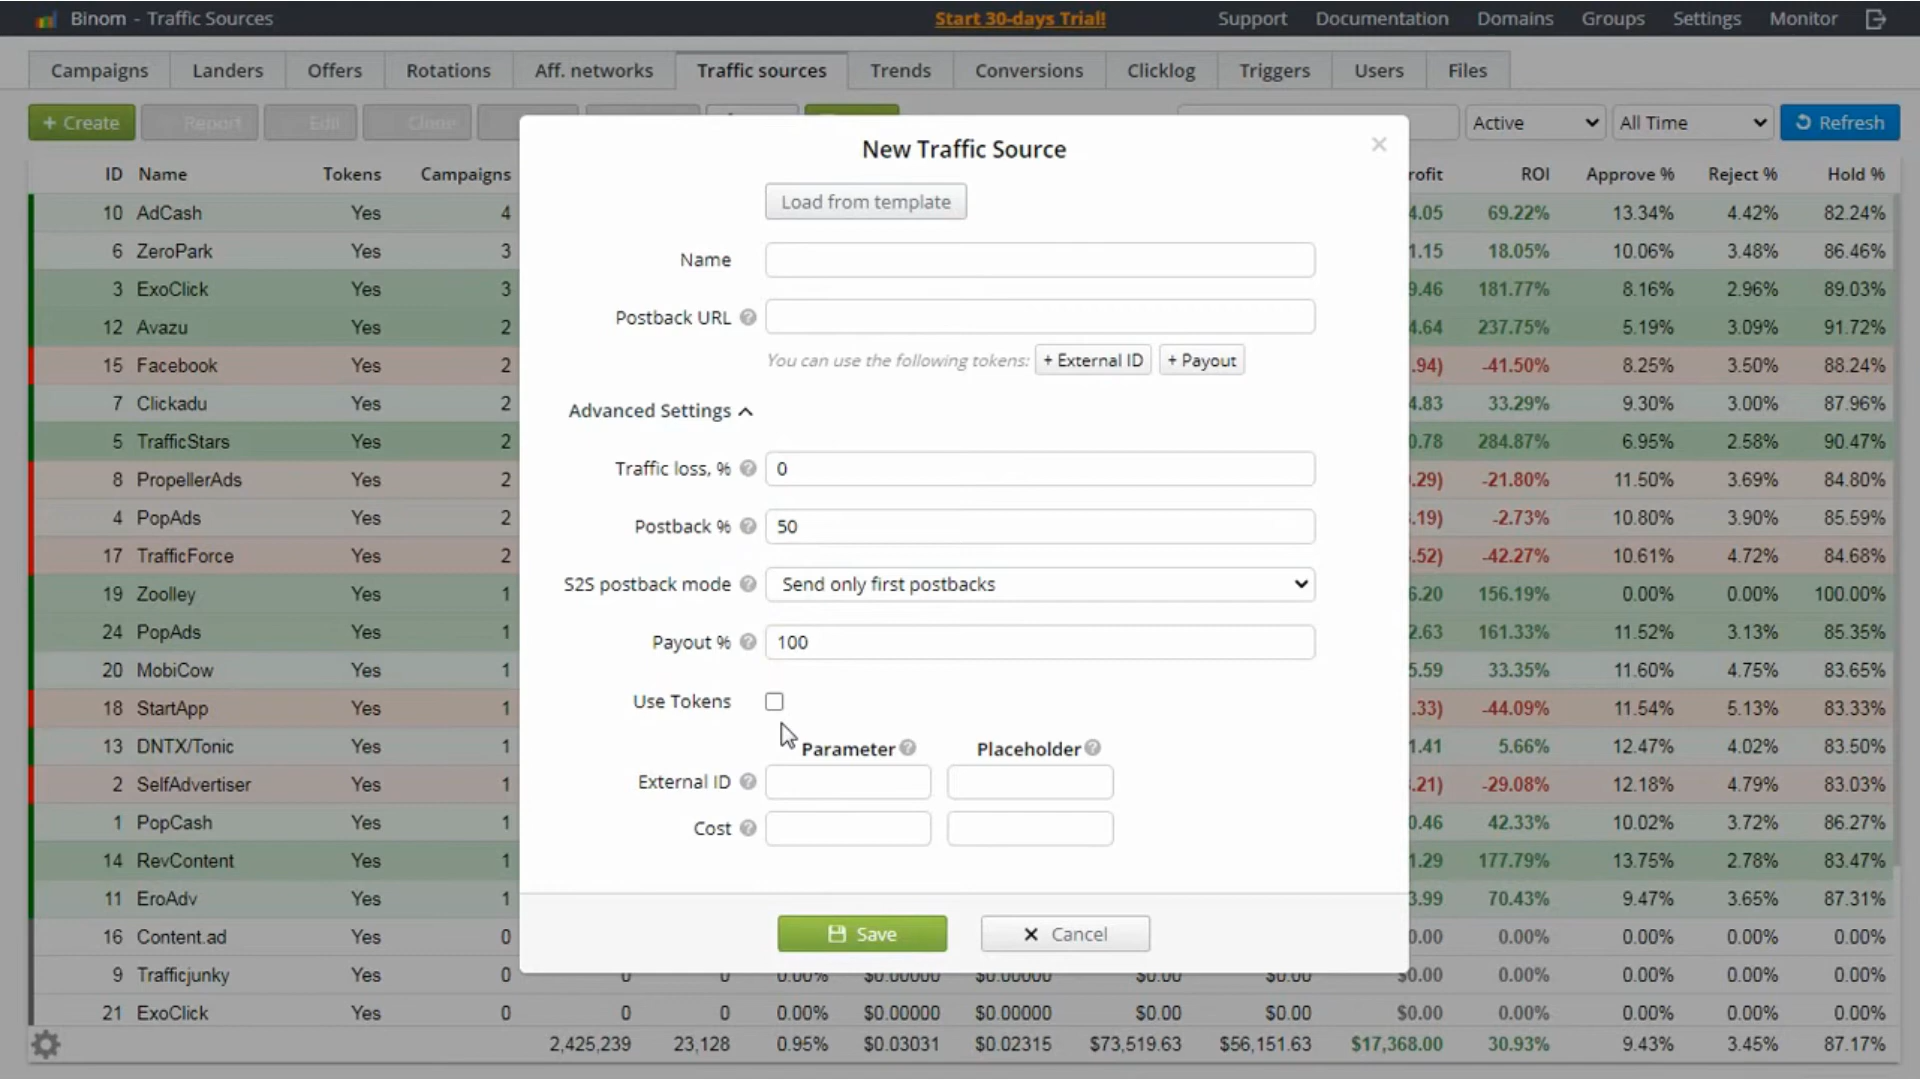 Binom - Traffic Sources Start 30-days Trial! Support Documentation Domains Groups Settings Monitor
Campaigns Landers Offers Rotations Aff. networks Traffic sources Trends Conversions Clicklog Triggers Users Files
+ Create Report Edit Clone Active All Time Refresh
New Traffic Source
Load from template
Name
Postback URL
You can use the following tokens: + External ID + Payout
Advanced Settings
Traffic loss, % 0
Postback % 50
S2S postback mode Send only first postbacks
Payout % 100
Use Tokens
Parameter Placeholder
External ID
Cost
Save Cancel
ID Name Tokens Campaigns rofit ROI Approve % Reject % Hold %
10 AdCash Yes 4 4.05 69.22% 13.34% 4.42% 82.24%
6 ZeroPark Yes 3 1.15 18.05% 10.06% 3.48% 86.46%
3 ExoClick Yes 3 9.46 181.77% 8.16% 2.96% 89.03%
12 Avazu Yes 2 4.64 237.75% 5.19% 3.09% 91.72%
15 Facebook Yes 2 .94) -41.50% 8.25% 3.50% 88.24%
7 Clickadu Yes 2 4.83 33.29% 9.30% 3.00% 87.96%
5 TrafficStars Yes 2 0.78 284.87% 6.95% 2.58% 90.47%
8 PropellerAds Yes 2 .29) -21.80% 11.50% 3.69% 84.80%
4 PopAds Yes 2 .19) -2.73% 10.80% 3.90% 85.59%
17 TrafficForce Yes 2 .52) -42.27% 10.61% 4.72% 84.68%
19 Zoolley Yes 1 6.20 156.19% 0.00% 0.00% 100.00%
24 PopAds Yes 1 2.63 161.33% 11.52% 3.13% 85.35%
20 MobiCow Yes 1 5.59 33.35% 11.60% 4.75% 83.65%
18 StartApp Yes 1 .33) -44.09% 11.54% 5.13% 83.33%
13 DNTX/Tonic Yes 1 1.41 5.66% 12.47% 4.02% 83.50%
2 SelfAdvertiser Yes 1 .21) -29.08% 12.18% 4.79% 83.03%
1 PopCash Yes 1 0.46 42.33% 10.02% 3.72% 86.27%
14 RevContent Yes 1 1.29 177.79% 13.75% 2.78% 83.47%
11 EroAdv Yes 1 3.99 70.43% 9.47% 3.65% 87.31%
16 Content.ad Yes 0 0.00 0.00% 0.00% 0.00% 0.00%
9 Trafficjunky Yes 0 0 0 0.00% $0.00000 $0.00000 $0.00 $0.00 $0.00 0.00% 0.00% 0.00% 0.00%
21 ExoClick Yes 0 0 0 0.00% $0.00000 $0.00000 $0.00 $0.00 $0.00 0.00% 0.00% 0.00% 0.00%
2,425,239 23,128 0.95% $0.03031 $0.02315 $73,519.63 $56,151.63 $17,368.00 30.93% 9.43% 3.45% 87.17%